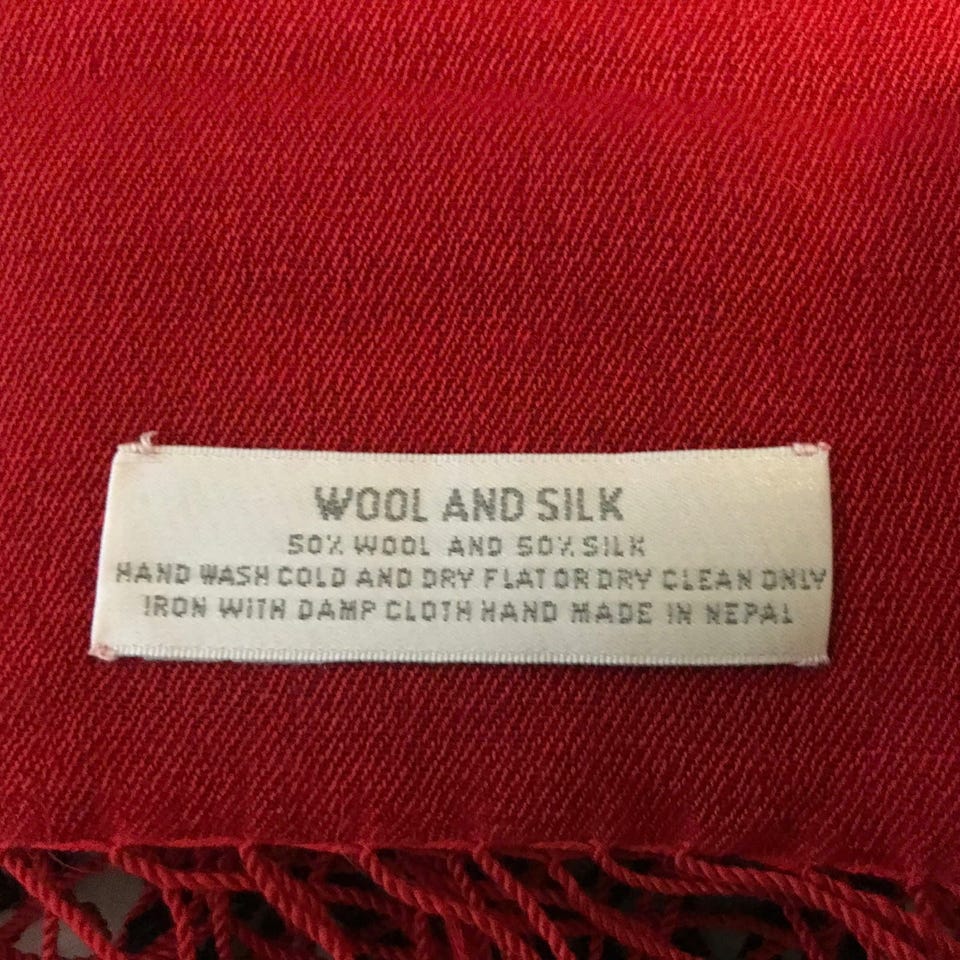 WOOL AND SILK
50% WOOL AND 50% SILK
HAND WASH COLD AND DRY FLAT OR DRY CLEAN ONLY
IRON WITH DAMP CLOTH HAND MADE IN NEPAL